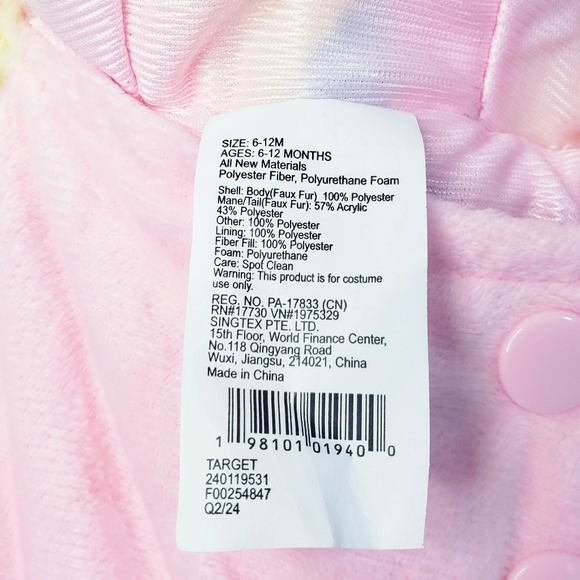 SIZE: 6-12M
AGES: 6-12 MONTHS
All New Materials
Polyester Fiber, Polyurethane Foam
Shell: Body(Faux Fur) 100% Polyester
Mane/Tail(Faux Fur): 57% Acrylic
43% Polyester
Other: 100% Polyester
Lining: 100% Polyester
Fiber Fill: 100% Polyester
Foam: Polyurethane
Care: Spot Clean
Warning: This product is for costume
use only.
REG. NO. PA-17833 (CN)
RN#17730 VN#1975329
SINGTEX PTE. LTD.
15th Floor, World Finance Center,
No.118 Qingyang Road
Wuxi, Jiangsu, 214021, China
Made in China
1 98101 01940 0
TARGET
240119531
F00254847
Q2/24